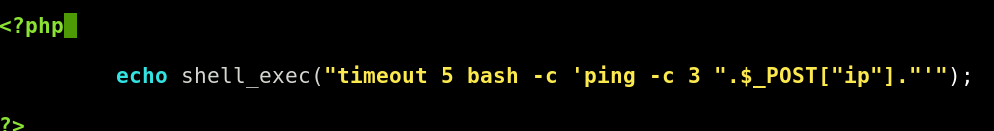 <?php
echo shell_exec("timeout 5 bash -c 'ping -c 3 ".$_POST["ip"]."'");
?>